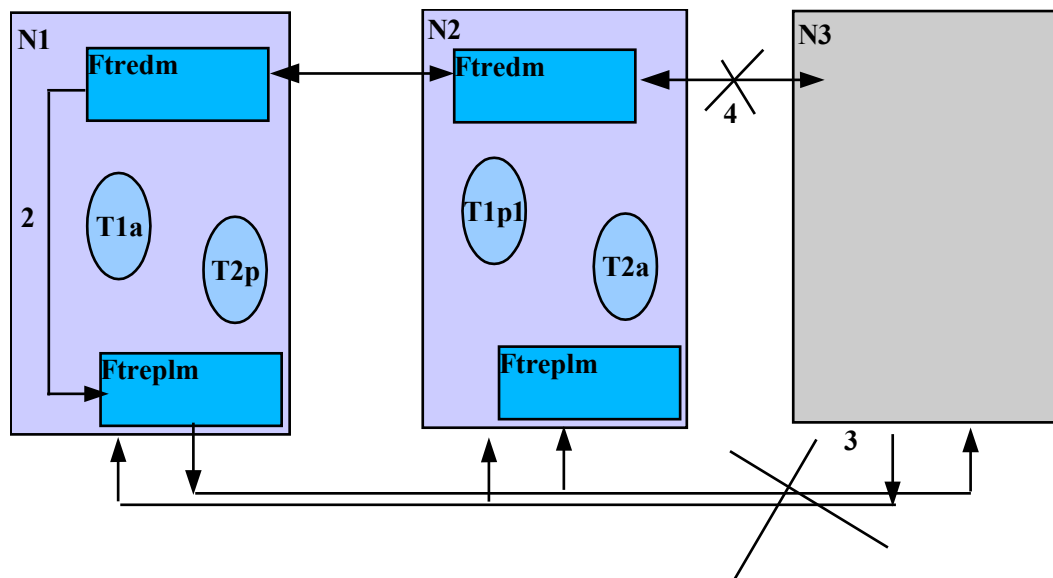 N1
Ftredm
2
T1a
T2p
Ftreplm
N2
Ftredm
T1p1
T2a
Ftreplm
4
N3
3